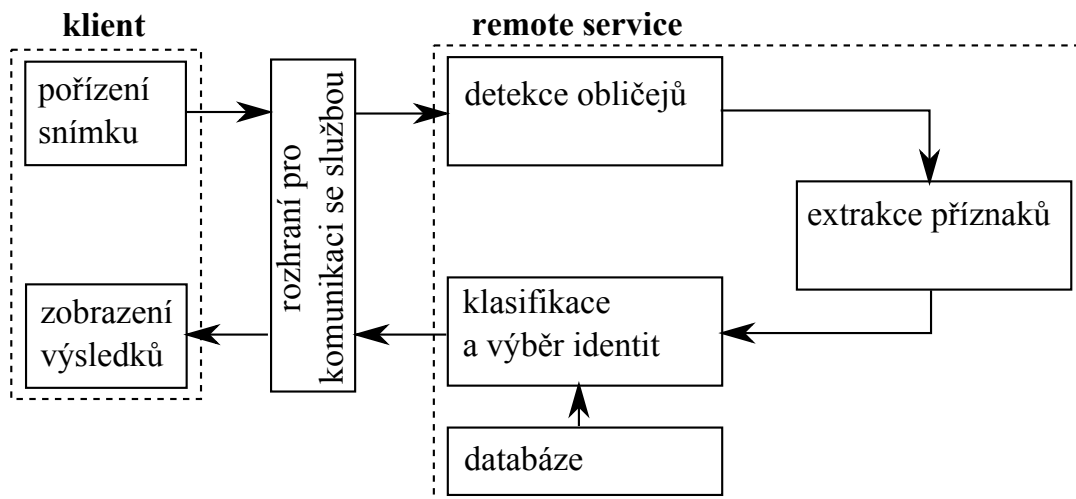 klient
remote service
pořízení
snímku
rozhraní pro
komunikaci se službou
detekce obličejů
extrakce příznaků
zobrazení
výsledků
klasifikace
a výběr identit
databáze